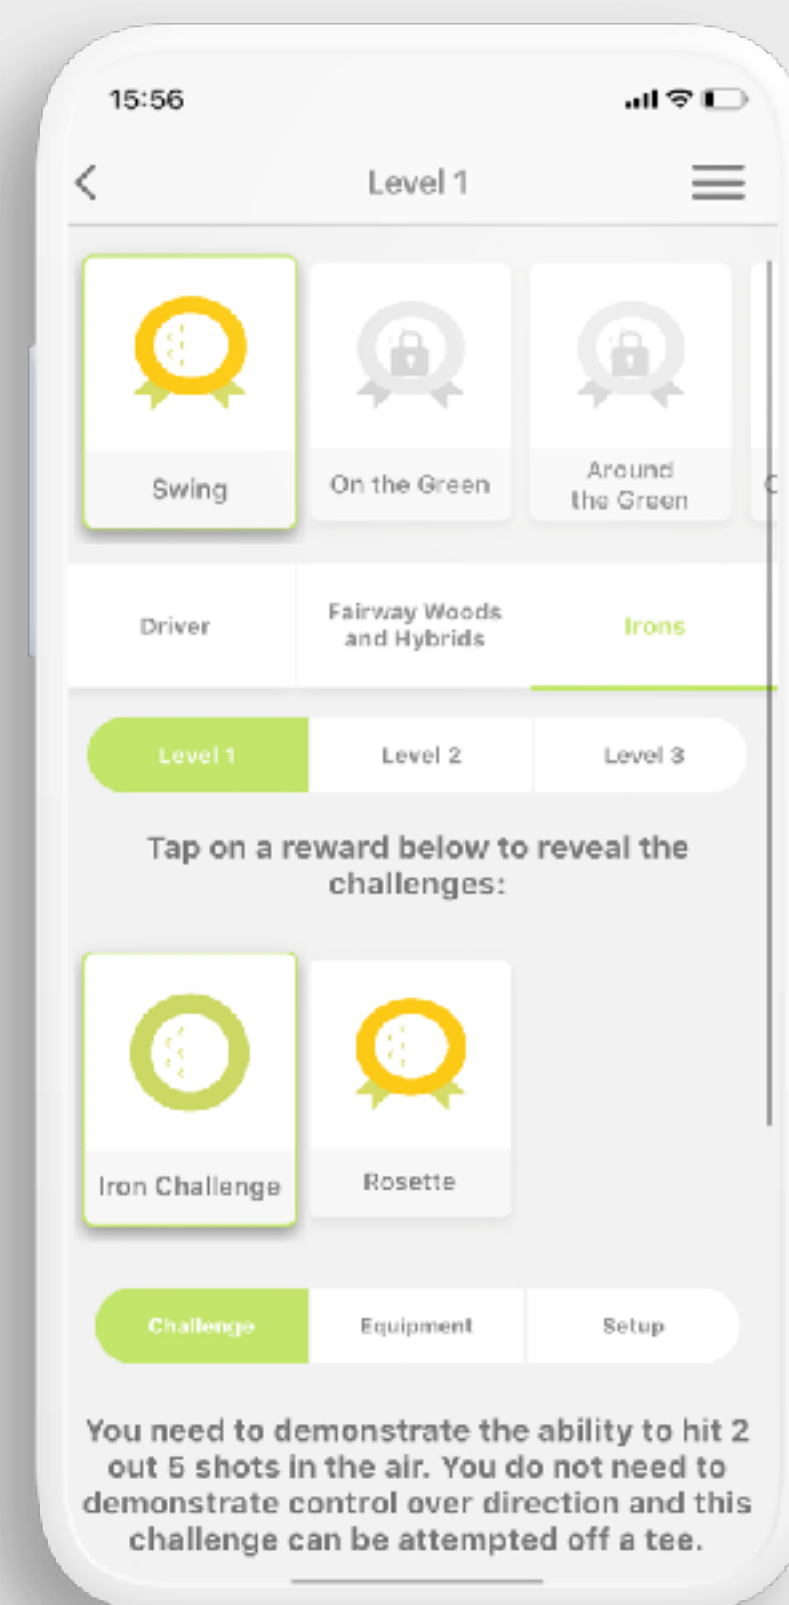 15:56
Level 1
Swing
On the Green
Around
the Green
Driver
Fairway Woods
and Hybrids
Irons
Level 1
Level 2
Level 3
Tap on a reward below to reveal the
challenges:
Iron Challenge
Rosette
Challenge
Equipment
Setup
You need to demonstrate the ability to hit 2
out 5 shots in the air. You do not need to
demonstrate control over direction and this
challenge can be attempted off a tee.